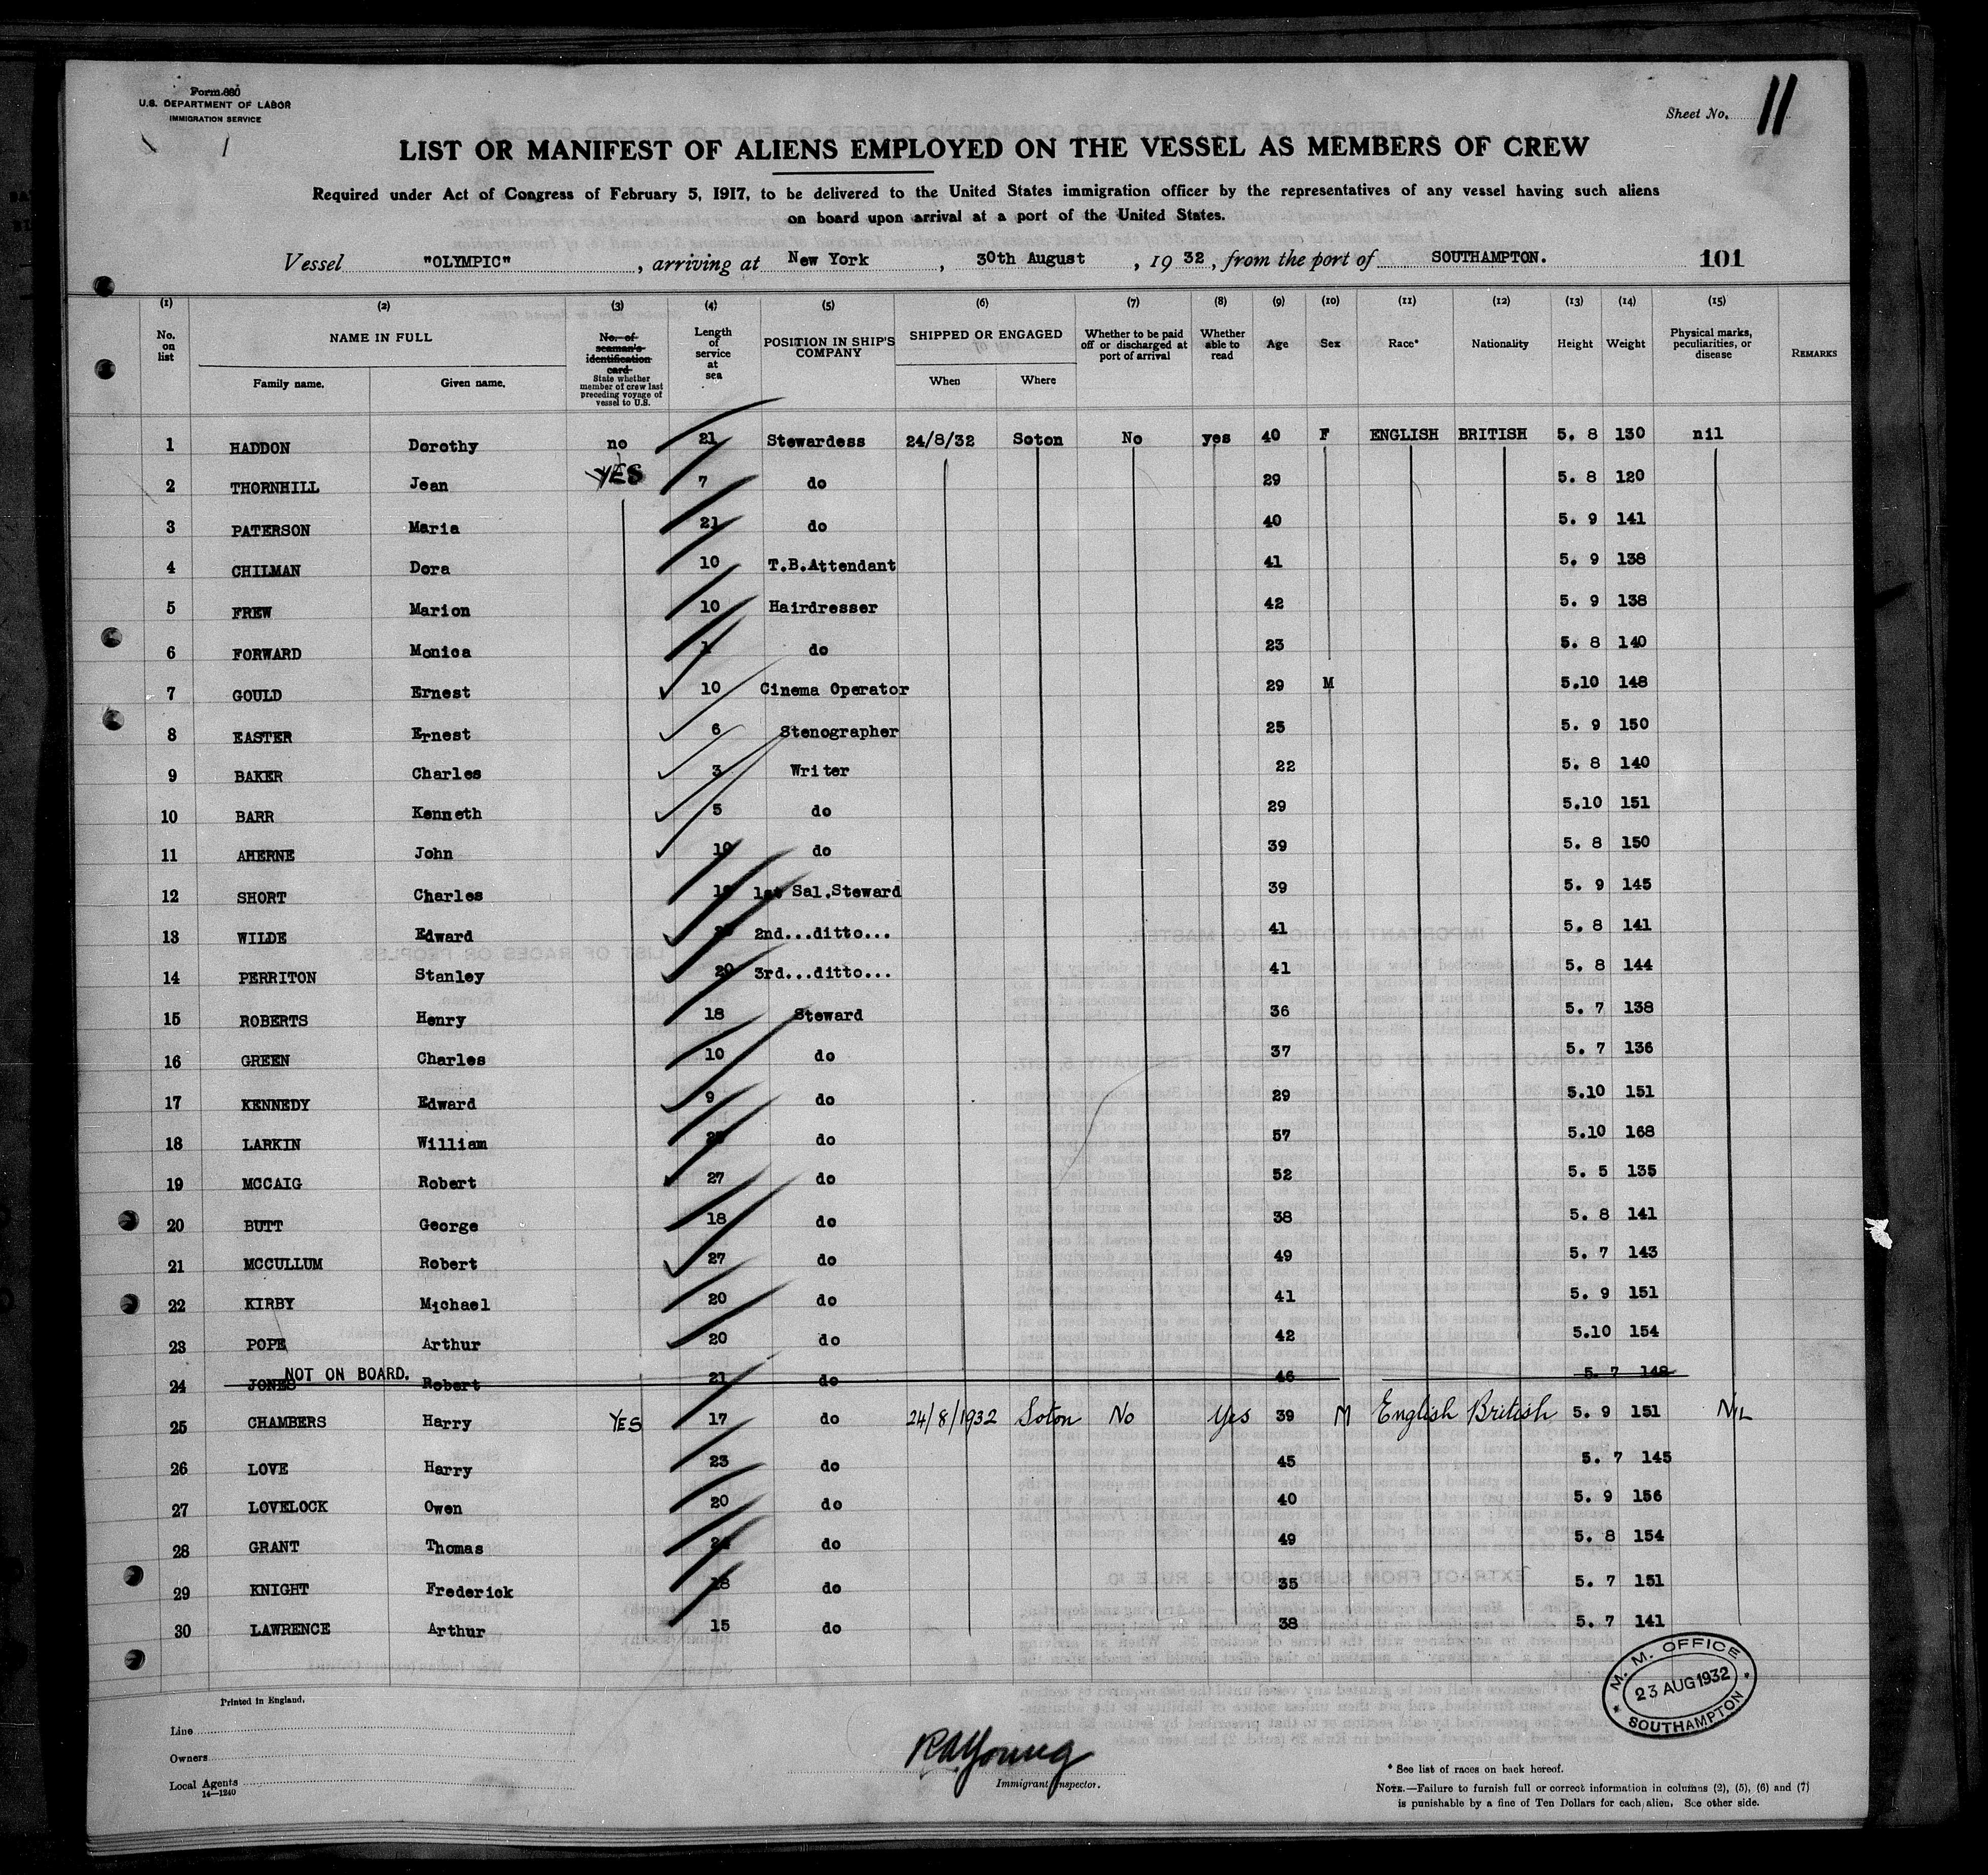 Form 680
U.S. DEPARTMENT OF LABOR
IMMIGRATION SERVICE
Sheet No. 11
LIST OR MANIFEST OF ALIENS EMPLOYED ON THE VESSEL AS MEMBERS OF CREW
Required under Act of Congress of February 5, 1917, to be delivered to the United States immigration officer by the representatives of any vessel having such aliens
on board upon arrival at a port of the United States.
Vessel "OLYMPIC", arriving at New York, 30th August, 1932, from the port of SOUTHAMPTON. 101
(1) (2) (3) (4) (5) (6) (7) (8) (9) (10) (11) (12) (13) (14) (15)
No. on list NAME IN FULL Family name. Given name. No. of seaman's identification card State whether member of crew last preceding voyage of vessel to U.S. Length of service at sea POSITION IN SHIP'S COMPANY SHIPPED OR ENGAGED When Where Whether to be paid off or discharged at port of arrival Whether able to read Age Sex Race* Nationality Height Weight Physical marks, peculiarities, or disease REMARKS
1 HADDON Dorothy no 21 Stewardess 24/8/32 Soton No yes 40 F ENGLISH BRITISH 5. 8 130 nil
2 THORNHILL Jean YES 7 do 29 5. 8 120
3 PATERSON Maria 21 do 40 5. 9 141
4 CHILMAN Dora 10 T.B.Attendant 41 5. 9 138
5 FREW Marion 10 Hairdresser 42 5. 9 138
6 FORWARD Monica 1 do 23 5. 8 140
7 GOULD Ernest 10 Cinema Operator 29 M 5.10 148
8 EASTER Ernest 6 Stenographer 25 5. 9 150
9 BAKER Charles 3 Writer 22 5. 8 140
10 BARR Kenneth 5 do 29 5.10 151
11 AHERNE John 10 do 39 5. 8 150
12 SHORT Charles 1st Sal.Steward 39 5. 9 145
13 WILDE Edward 2nd...ditto... 41 5. 8 141
14 PERRITON Stanley 20 3rd...ditto... 41 5. 8 144
15 ROBERTS Henry 18 Steward 36 5. 7 138
16 GREEN Charles 10 do 37 5. 7 136
17 KENNEDY Edward 9 do 29 5.10 151
18 LARKIN William do 57 5.10 168
19 MCCAIG Robert 27 do 52 5. 5 135
20 BUTT George 18 do 38 5. 8 141
21 MCCULLUM Robert 27 do 49 5. 7 143
22 KIRBY Michael 20 do 41 5. 9 151
23 POPE Arthur 20 do 42 5.10 154
NOT ON BOARD.
24 JONES Robert 21 do 46 5. 7 148
25 CHAMBERS Harry YES 17 do 24/8/1932 Soton No Yes 39 M English British 5. 9 151 NIL
26 LOVE Harry 23 do 45 5. 7 145
27 LOVELOCK Owen 20 do 40 5. 9 156
28 GRANT Thomas do 49 5. 8 154
29 KNIGHT Frederick 18 do 35 5. 7 151
30 LAWRENCE Arthur 15 do 38 5. 7 141
M. M. OFFICE
23 AUG 1932
SOUTHAMPTON
Printed in England.
Line
Owners
Local Agents
14—1240
RAYoung
Immigrant Inspector.
* See list of races on back hereof.
NOTE.—Failure to furnish full or correct information in columns (2), (5), (6) and (7)
is punishable by a fine of Ten Dollars for each alien. See other side.